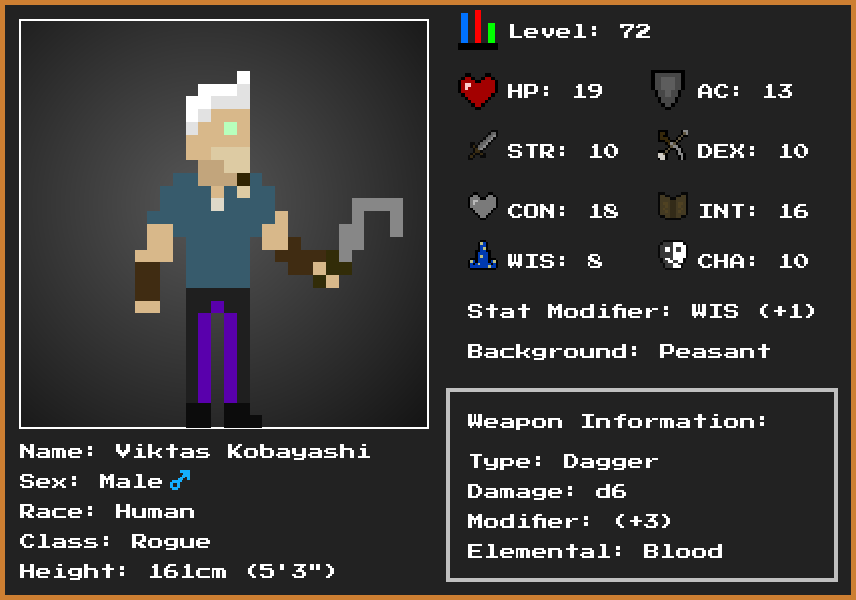 Level: 72
HP: 19
AC: 13
STR: 10
DEX: 10
CON: 18
INT: 16
WIS: 8
CHA: 10
Stat Modifier: WIS (+1)
Background: Peasant
Weapon Information:
Type: Dagger
Damage: d6
Modifier: (+3)
Elemental: Blood
Name: Viktas Kobayashi
Sex: Male♂
Race: Human
Class: Rogue
Height: 161cm (5'3")